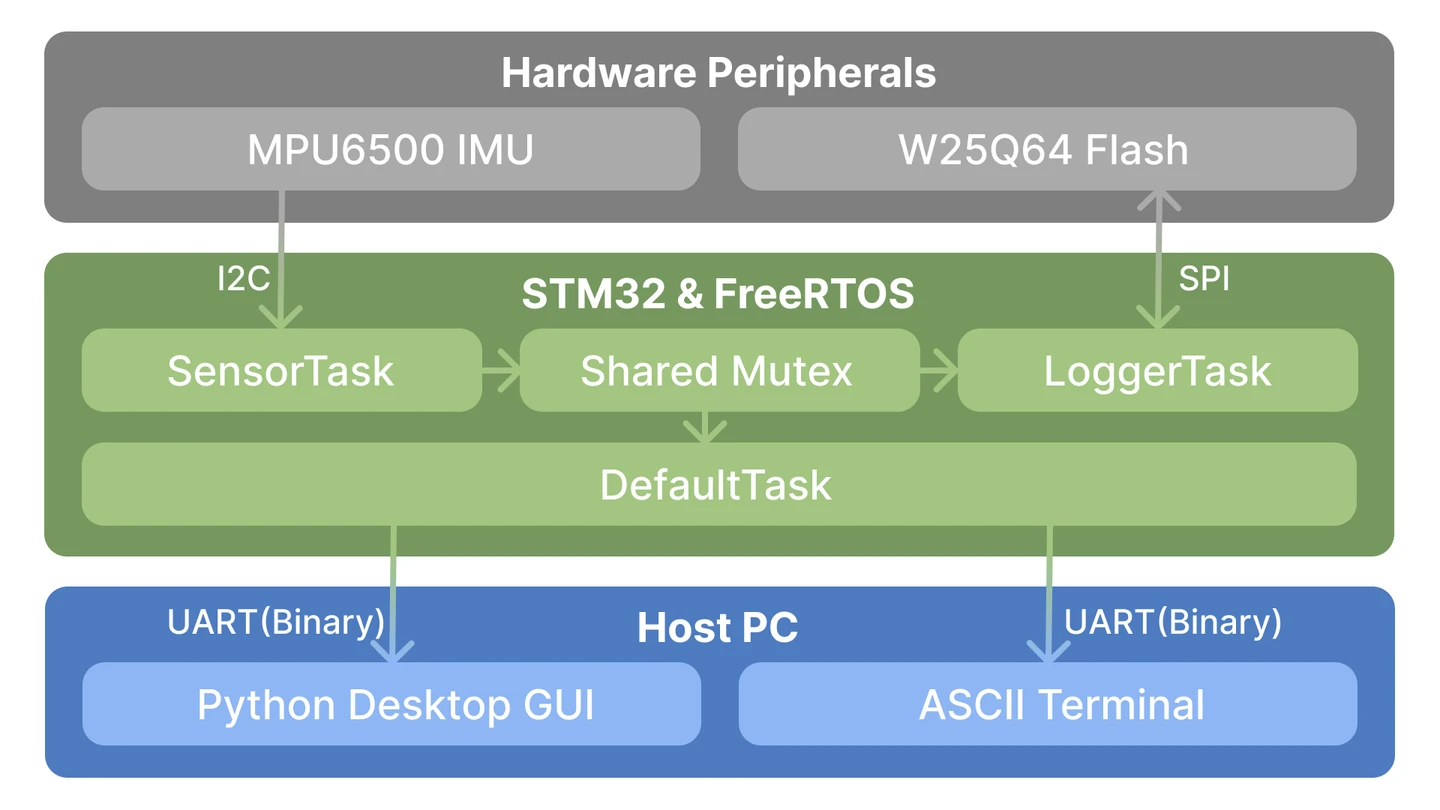 Hardware Peripherals
MPU6500 IMU
W25Q64 Flash
I2C
SPI
STM32 & FreeRTOS
SensorTask
Shared Mutex
LoggerTask
DefaultTask
UART(Binary)
Host PC
UART(Binary)
Python Desktop GUI
ASCII Terminal